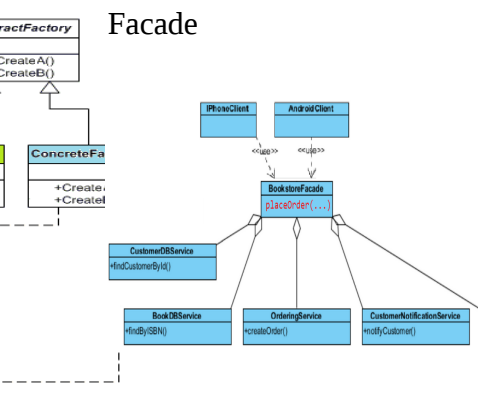 Facade
ractFactory
CreateA()
CreateB()
ConcreteFa
+Create
+Create
IPhoneClient
AndroidClient
<<use>>
<<use>>
BookstoreFacade
placeOrder(...)
CustomerDBService
+findCustomerById()
BookDBService
+findByISBN()
OrderingService
+createOrder()
CustomerNotificationService
+notifyCustomer()